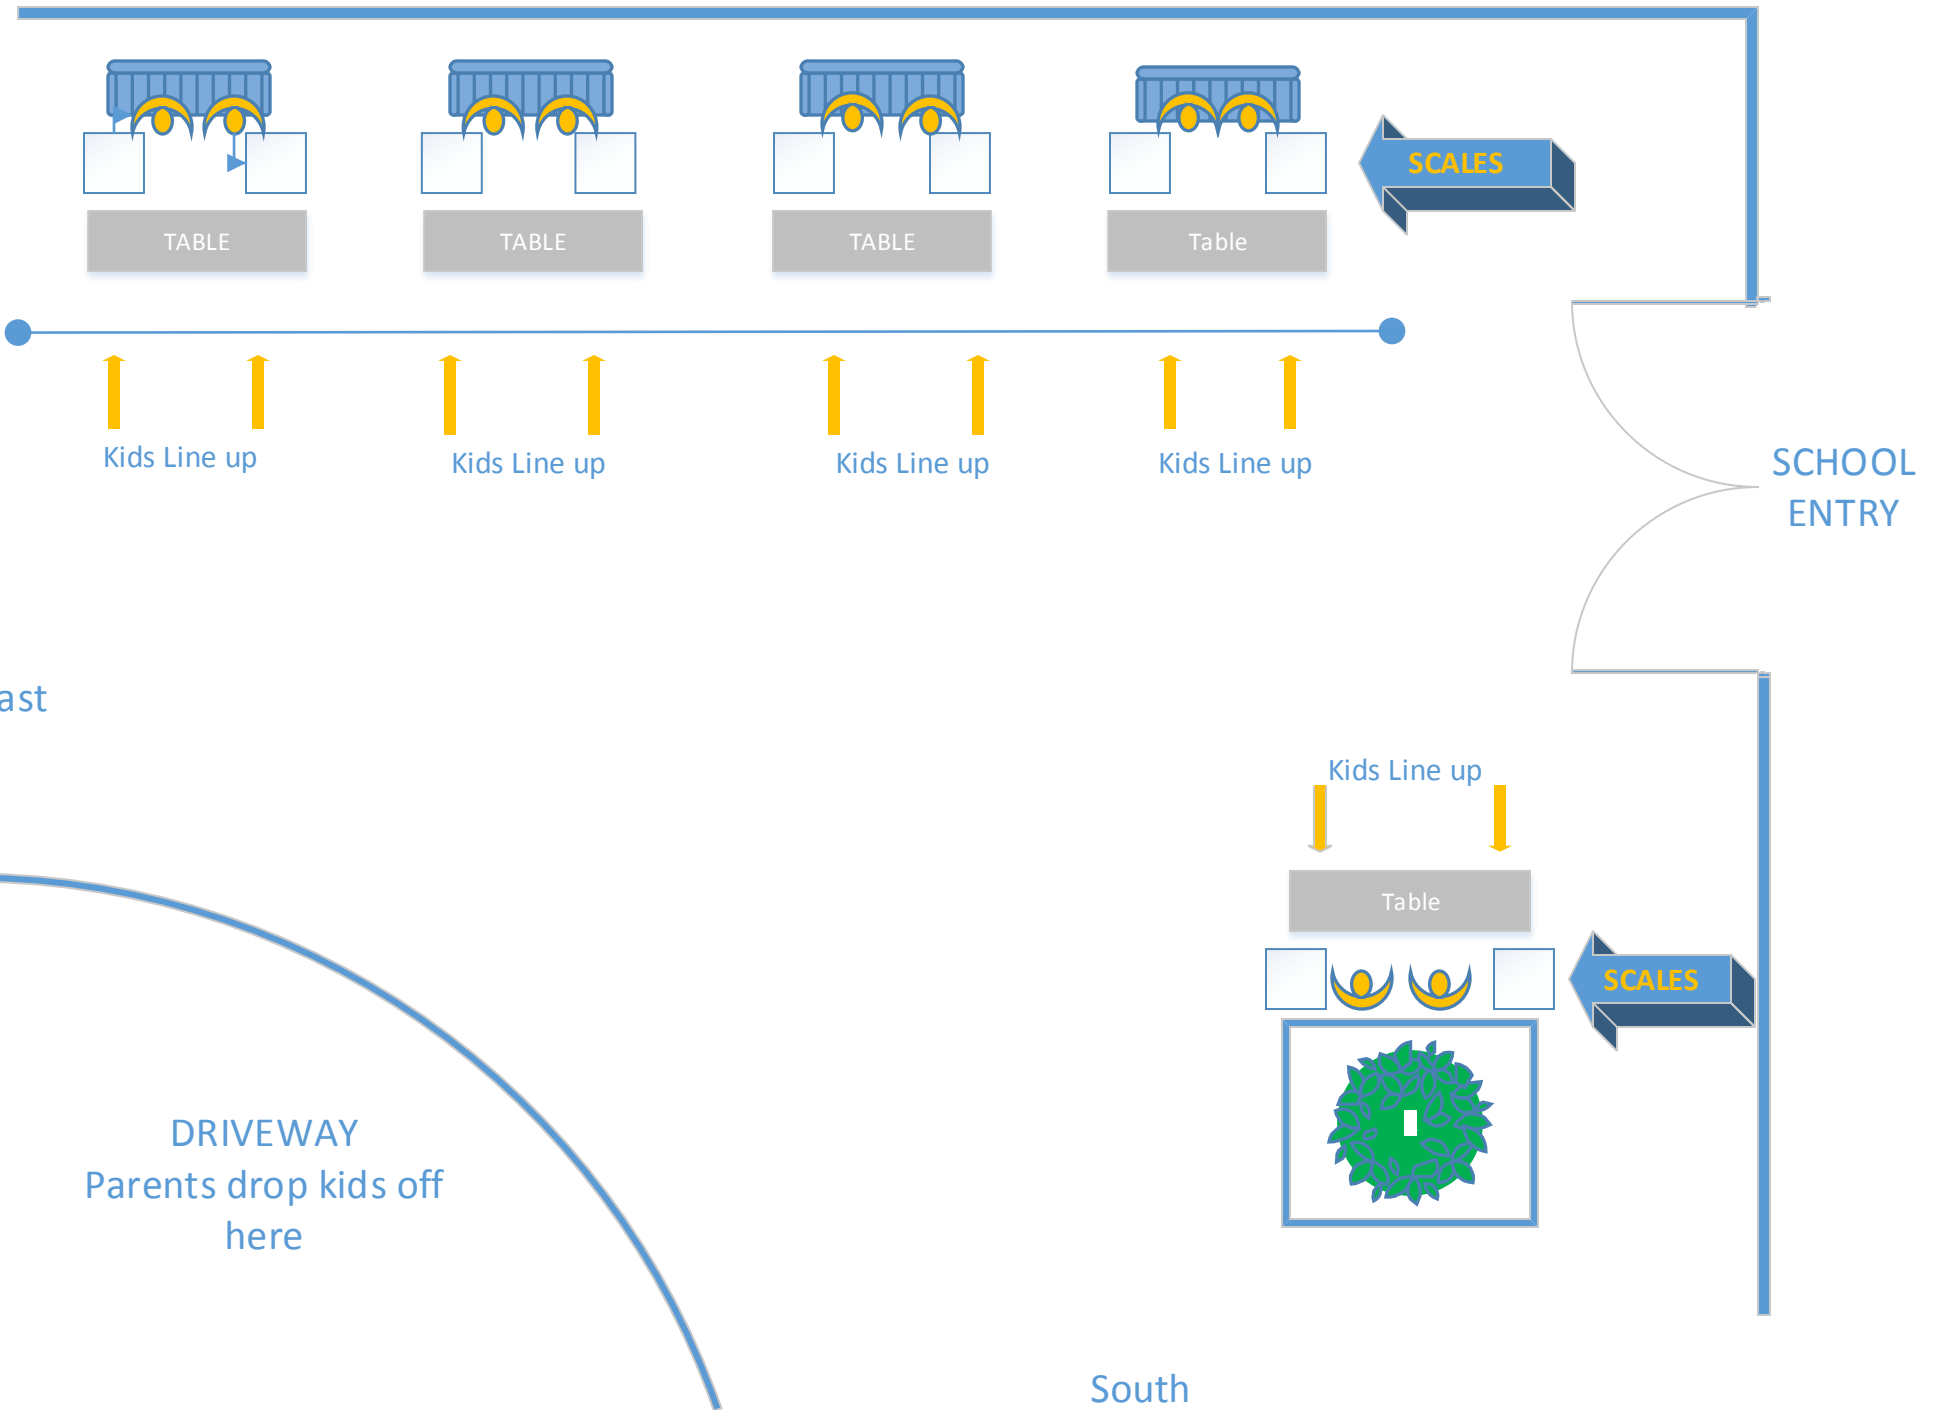 SCALES
TABLE
TABLE
TABLE
Table
Kids Line up
Kids Line up
Kids Line up
Kids Line up
SCHOOL
ENTRY
ast
Kids Line up
Table
SCALES
DRIVEWAY
Parents drop kids off
here
South